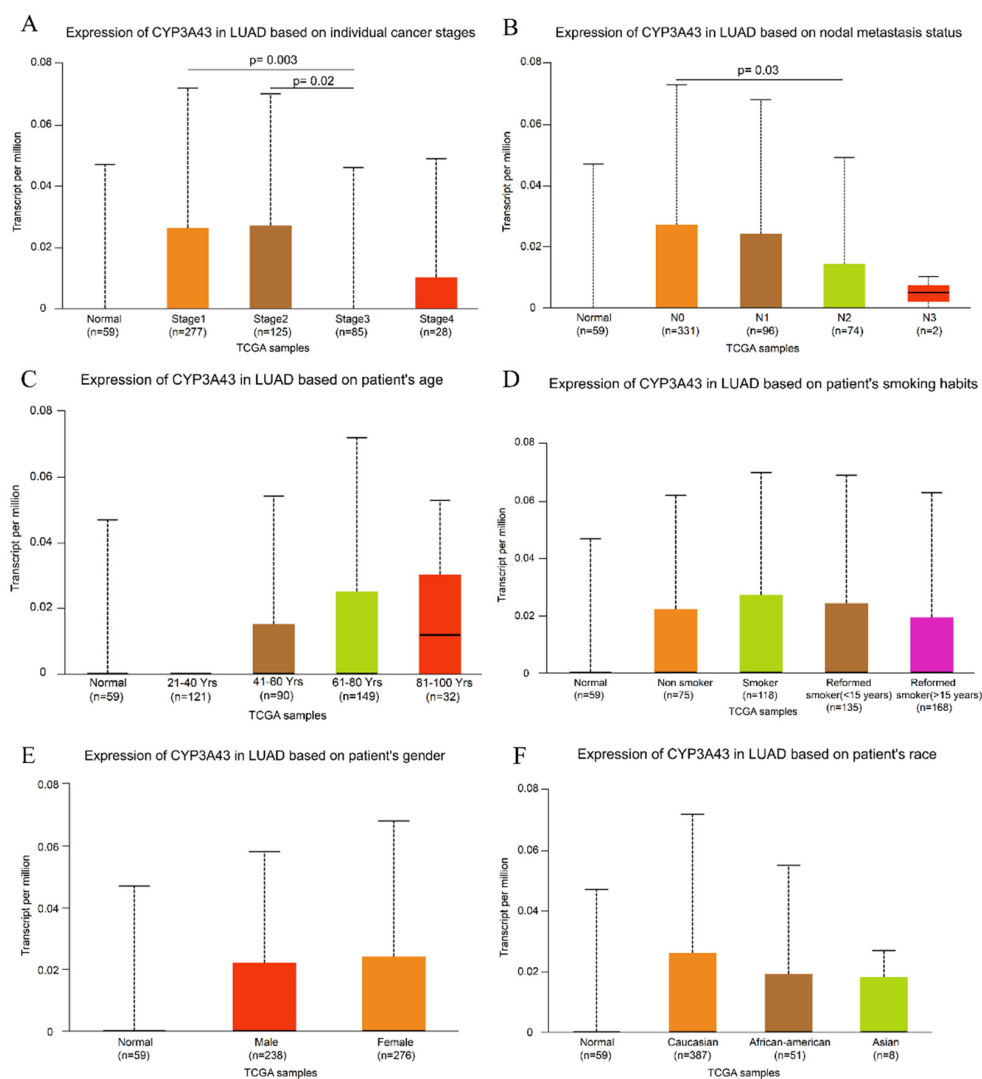 A
Expression of CYP3A43 in LUAD based on individual cancer stages
0.08
0.06
0.04
0.02
0
Transcript per million
p= 0.003
p= 0.02
Normal
(n=59)
Stage1
(n=277)
Stage2
(n=125)
Stage3
(n=85)
Stage4
(n=28)
TCGA samples
B
Expression of CYP3A43 in LUAD based on nodal metastasis status
0.08
0.06
0.04
0.02
0
Transcript per million
p= 0.03
Normal
(n=59)
N0
(n=331)
N1
(n=96)
N2
(n=74)
N3
(n=2)
TCGA samples
C
Expression of CYP3A43 in LUAD based on patient's age
0.08
0.06
0.04
0.02
0
Transcript per million
Normal
(n=59)
21-40 Yrs
(n=121)
41-60 Yrs
(n=90)
61-80 Yrs
(n=149)
81-100 Yrs
(n=32)
TCGA samples
D
Expression of CYP3A43 in LUAD based on patient's smoking habits
0.08
0.06
0.04
0.02
0
Transcript per million
Normal
(n=59)
Non smoker
(n=75)
Smoker
(n=118)
Reformed
smoker(<15 years)
(n=135)
Reformed
smoker(>15 years)
(n=168)
TCGA samples
E
Expression of CYP3A43 in LUAD based on patient's gender
0.08
0.06
0.04
0.02
0
Transcript per million
Normal
(n=59)
Male
(n=238)
Female
(n=276)
TCGA samples
F
Expression of CYP3A43 in LUAD based on patient's race
0.08
0.06
0.04
0.02
0
Transcript per million
Normal
(n=59)
Caucasian
(n=387)
African-american
(n=51)
Asian
(n=8)
TCGA samples